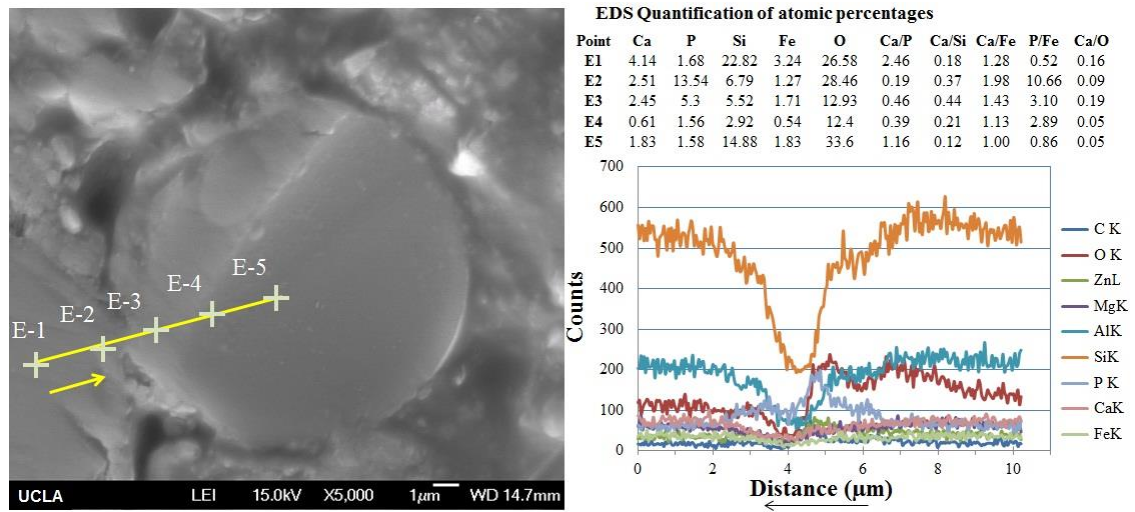 E-1
E-2
E-3
E-4
E-5
UCLA LEI 15.0kV X5,000 1μm WD 14.7mm
EDS Quantification of atomic percentages
Point Ca P Si Fe O Ca/P Ca/Si Ca/Fe P/Fe Ca/O
E1 4.14 1.68 22.82 3.24 26.58 2.46 0.18 1.28 0.52 0.16
E2 2.51 13.54 6.79 1.27 28.46 0.19 0.37 1.98 10.66 0.09
E3 2.45 5.3 5.52 1.71 12.93 0.46 0.44 1.43 3.10 0.19
E4 0.61 1.56 2.92 0.54 12.4 0.39 0.21 1.13 2.89 0.05
E5 1.83 1.58 14.88 1.83 33.6 1.16 0.12 1.00 0.86 0.05
700
600
500
400
300
200
100
0
Counts
0 2 4 6 8 10
Distance (μm)
C K
O K
ZnL
MgK
AlK
SiK
P K
CaK
FeK